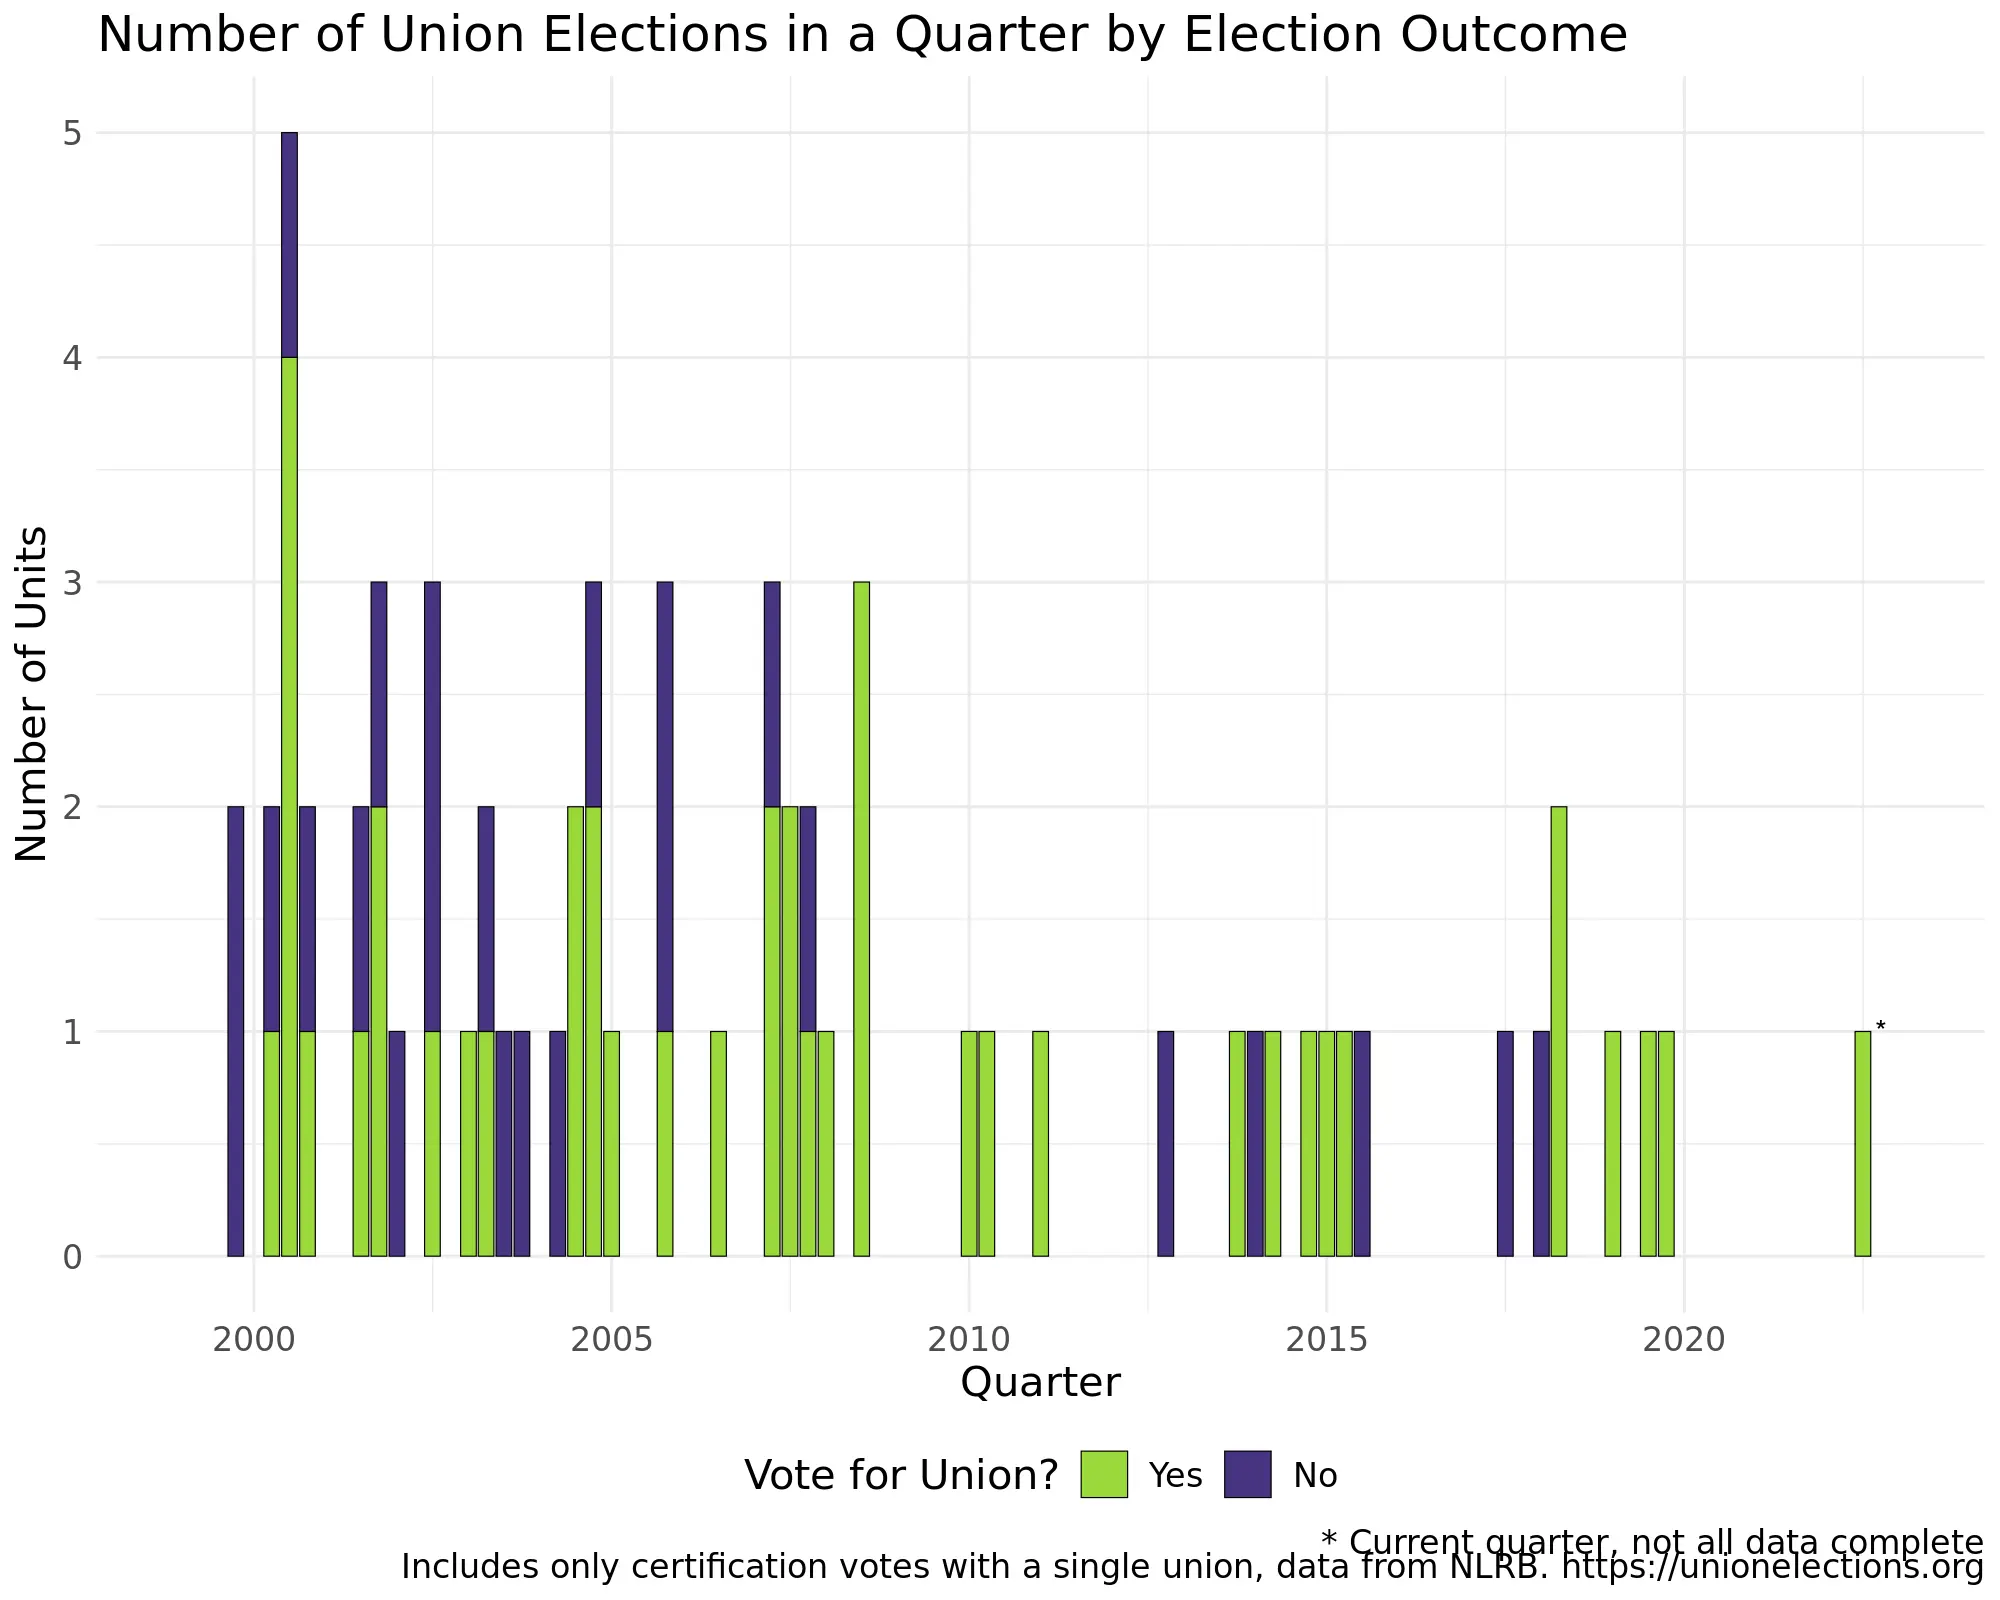 Number of Union Elections in a Quarter by Election Outcome
Number of Units
5
4
3
2
1
0
*
2000 2005 2010 2015 2020
Quarter
Vote for Union? Yes No
* Current quarter, not all data complete
Includes only certification votes with a single union, data from NLRB. https://unionelections.org